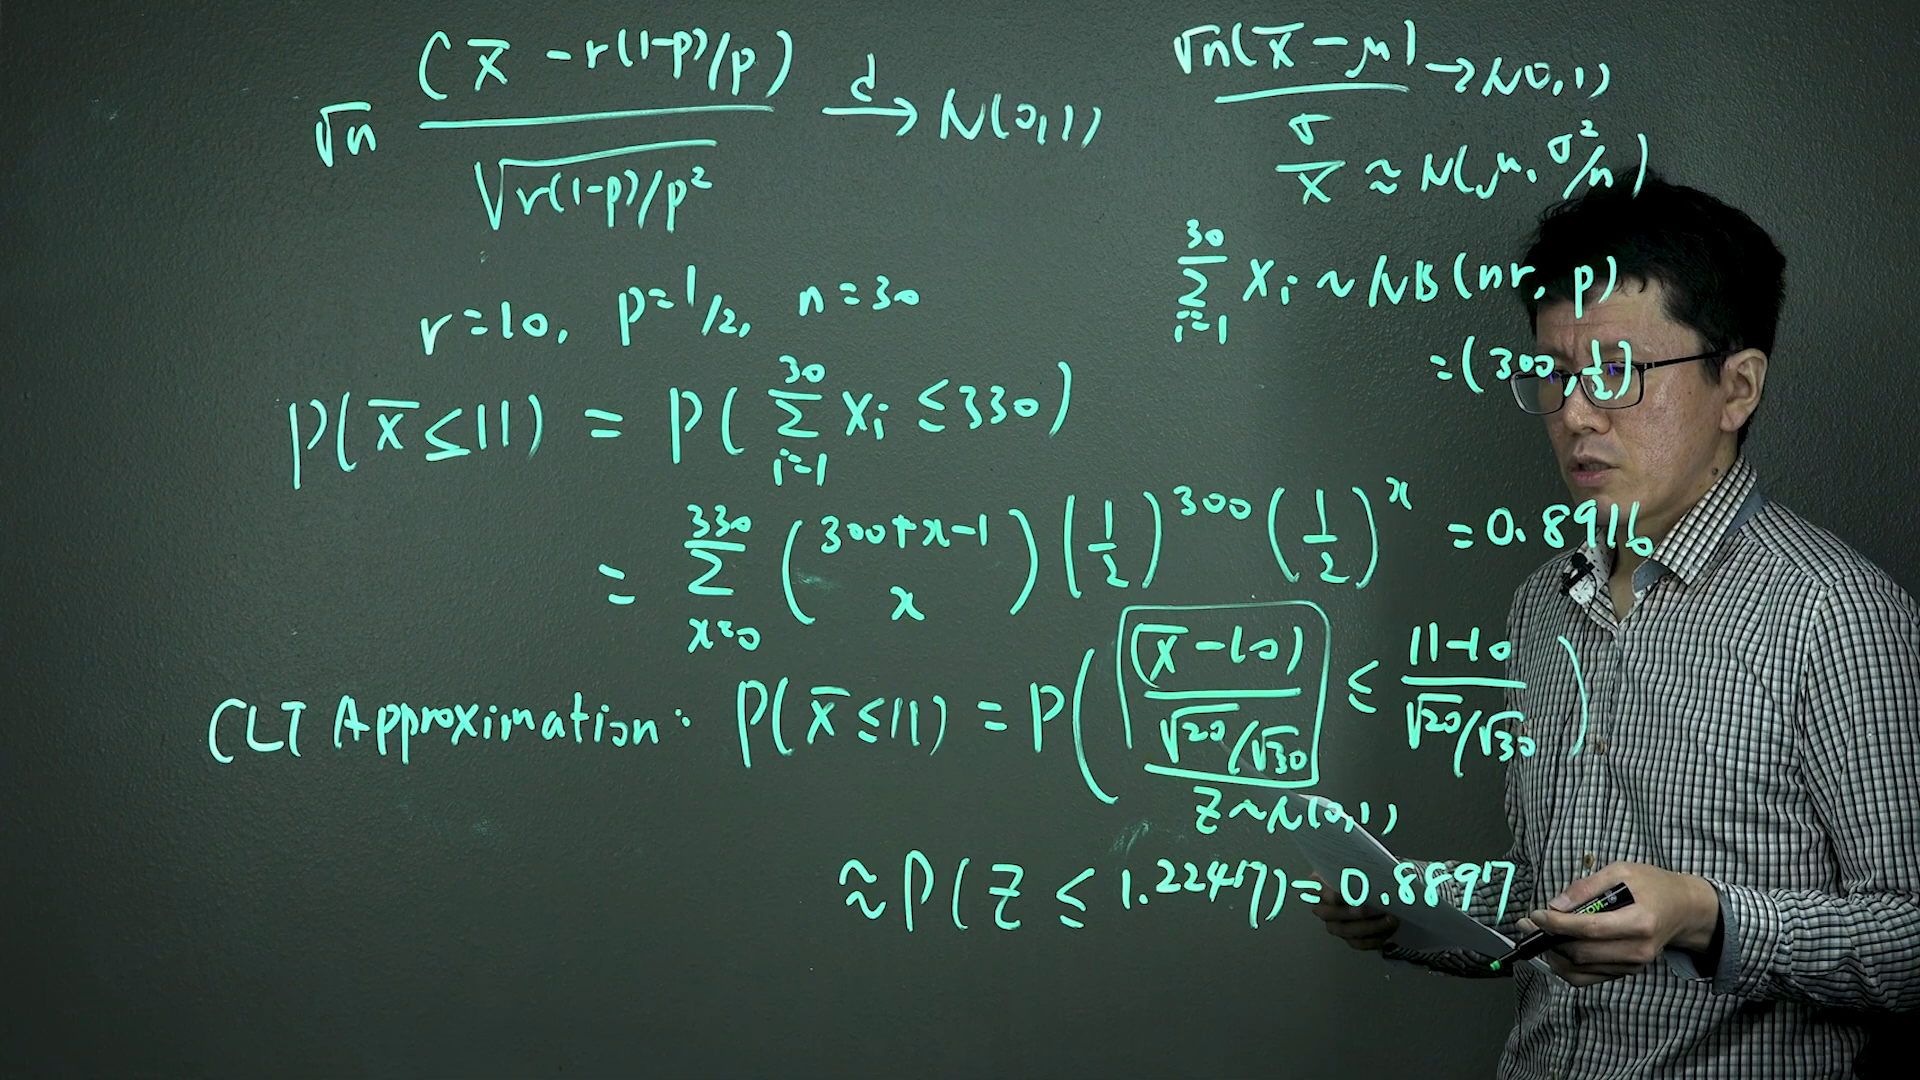 √n (X̄ - r(1-p)/p) / √(r(1-p)/p²) →d N(0,1)
√n(X̄ - μ) / σ → N(0,1)
X̄ ≈ N(μ, σ²/n)
Σ_{i=1}^{30} Xi ~ NB(nr, p)
= (300, 1/2)
r=10, p=1/2, n=30
P(X̄ ≤ 11) = P(Σ_{i=1}^{30} Xi ≤ 330)
= Σ_{x=0}^{330} (300+x-1 x) (1/2)^300 (1/2)^x = 0.8916
CLT Approximation: P(X̄ ≤ 11) = P((X̄ - 10) / √20/√30 ≤ 11-10 / √20/√30)
Z ~ N(0,1)
≈ P(Z ≤ 1.2247) = 0.8897